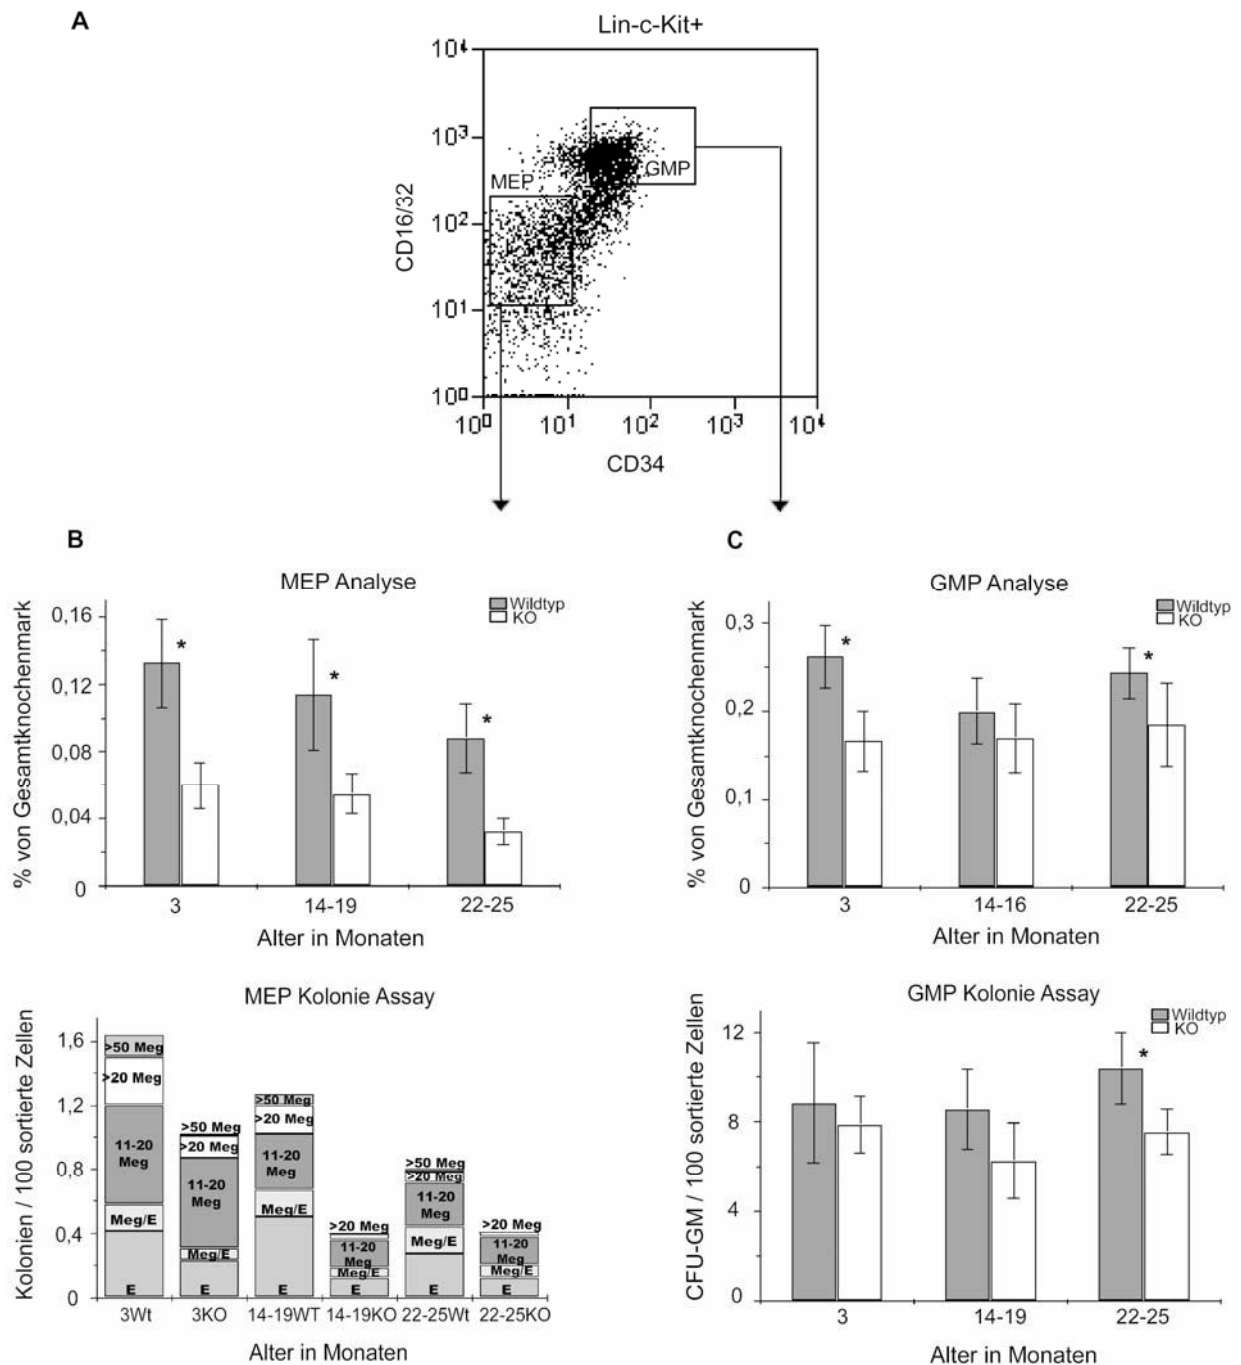 A
Lin-c-Kit+
10⁴
10³
10²
10¹
10⁰
CD16/32
MEP
GMP
10⁰ 10¹ 10² 10³ 10⁴
CD34
B
MEP Analyse
Wildtyp
KO
% von Gesamtknochenmark
0,16
0,12
0,08
0,04
0
* * *
3 14-19 22-25
Alter in Monaten
C
GMP Analyse
Wildtyp
KO
% von Gesamtknochenmark
0,3
0,2
0,1
0
* *
3 14-16 22-25
Alter in Monaten
MEP Kolonie Assay
Kolonien / 100 sortierte Zellen
1,6
1,2
0,8
0,4
0
>50 Meg
>20 Meg
11-20
Meg
Meg/E
E
>50 Meg
>20 Meg
11-20
Meg
Meg/E
E
>50 Meg
>20 Meg
11-20
Meg
Meg/E
E
>20 Meg
11-20
Meg
Meg/E
E
>50 Meg
>20 Meg
11-20
Meg
Meg/E
E
>20 Meg
11-20
Meg
Meg/E
E
3Wt 3KO 14-19WT 14-19KO 22-25Wt 22-25KO
Alter in Monaten
GMP Kolonie Assay
Wildtyp
KO
CFU-GM / 100 sortierte Zellen
12
8
4
0
*
3 14-19 22-25
Alter in Monaten